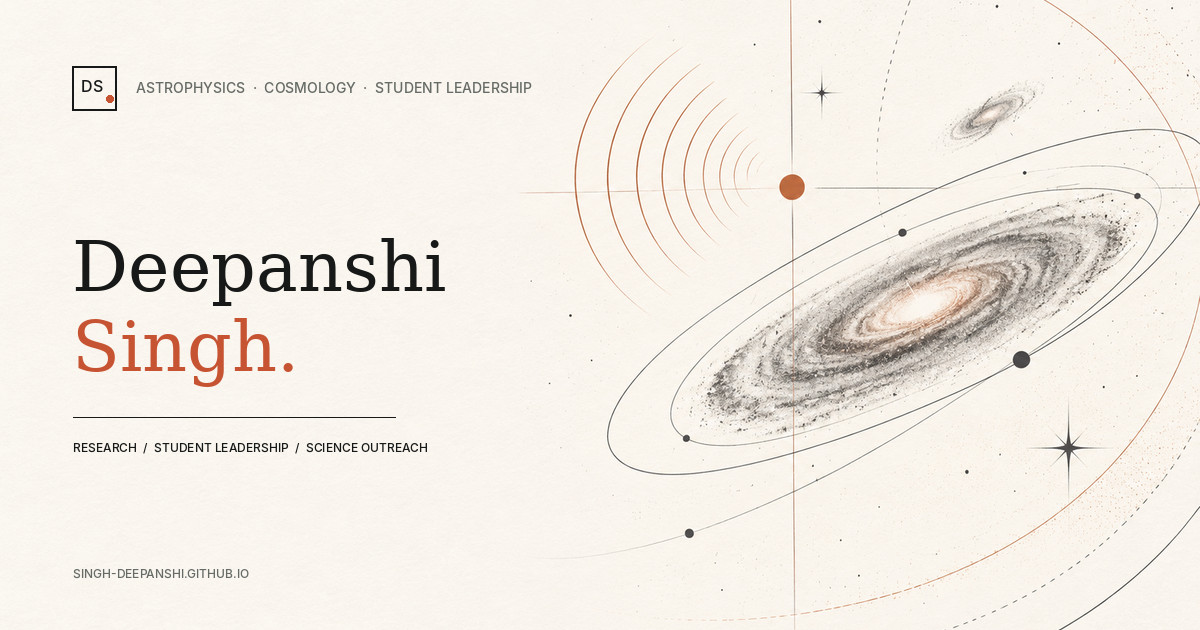 DS
ASTROPHYSICS · COSMOLOGY · STUDENT LEADERSHIP
Deepanshi
Singh.
RESEARCH / STUDENT LEADERSHIP / SCIENCE OUTREACH
SINGH-DEEPANSHI.GITHUB.IO